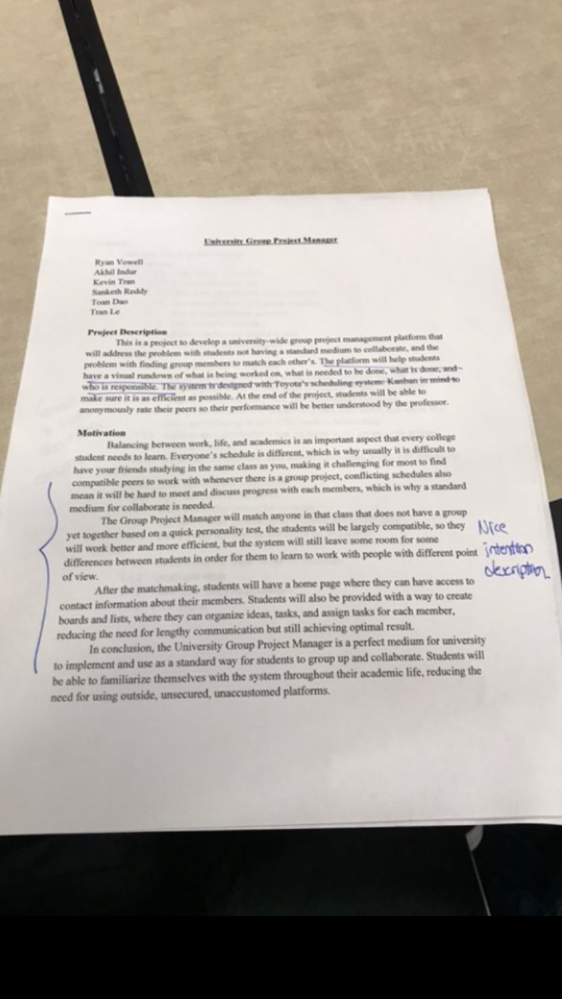 University Group Project Manager
Ryan Vowell
Akhil Indur
Kevin Tran
Sanketh Reddy
Toan Dao
Tran Le
Project Description
This is a project to develop a university-wide group project management platform that
will address the problem with students not having a standard medium to collaborate, and the
problem with finding group members to match each other's. The platform will help students
have a visual rundown of what is being worked on, what is needed to be done, what is done, and
who is responsible. The system is designed with Toyota's scheduling system: Kanban in mind to
make sure it is as efficient as possible. At the end of the project, students will be able to
anonymously rate their peers so their performance will be better understood by the professor.
Motivation
Balancing between work, life, and academics is an important aspect that every college
student needs to learn. Everyone's schedule is different, which is why usually it is difficult to
have your friends studying in the same class as you, making it challenging for most to find
compatible peers to work with whenever there is a group project, conflicting schedules also
mean it will be hard to meet and discuss progress with each members, which is why a standard
medium for collaborate is needed.
The Group Project Manager will match anyone in that class that does not have a group
yet together based on a quick personality test, the students will be largely compatible, so they
will work better and more efficient, but the system will still leave some room for some
differences between students in order for them to learn to work with people with different point
of view.
Nice
intention
description
After the matchmaking, students will have a home page where they can have access to
contact information about their members. Students will also be provided with a way to create
boards and lists, where they can organize ideas, tasks, and assign tasks for each member,
reducing the need for lengthy communication but still achieving optimal result.
In conclusion, the University Group Project Manager is a perfect medium for university
to implement and use as a standard way for students to group up and collaborate. Students will
be able to familiarize themselves with the system throughout their academic life, reducing the
need for using outside, unsecured, unaccustomed platforms.